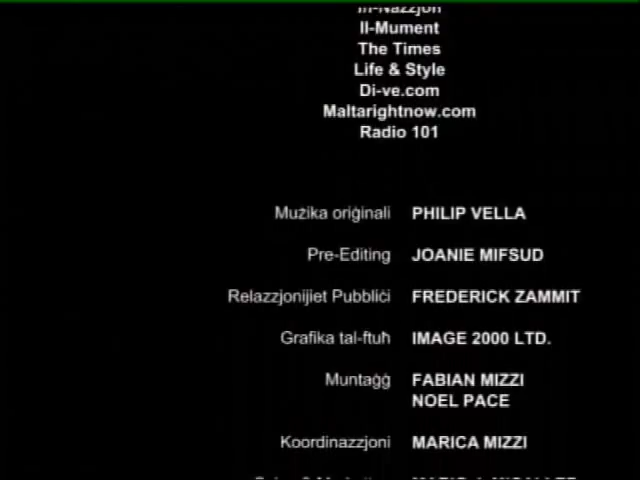 In-Nazzjon
Il-Mument
The Times
Life & Style
Di-ve.com
Maltarightnow.com
Radio 101
Mużika oriġinali PHILIP VELLA
Pre-Editing JOANIE MIFSUD
Relazzjonijiet Pubbliċi FREDERICK ZAMMIT
Grafika tal-ftuħ IMAGE 2000 LTD.
Muntaġġ FABIAN MIZZI
NOEL PACE
Koordinazzjoni MARICA MIZZI